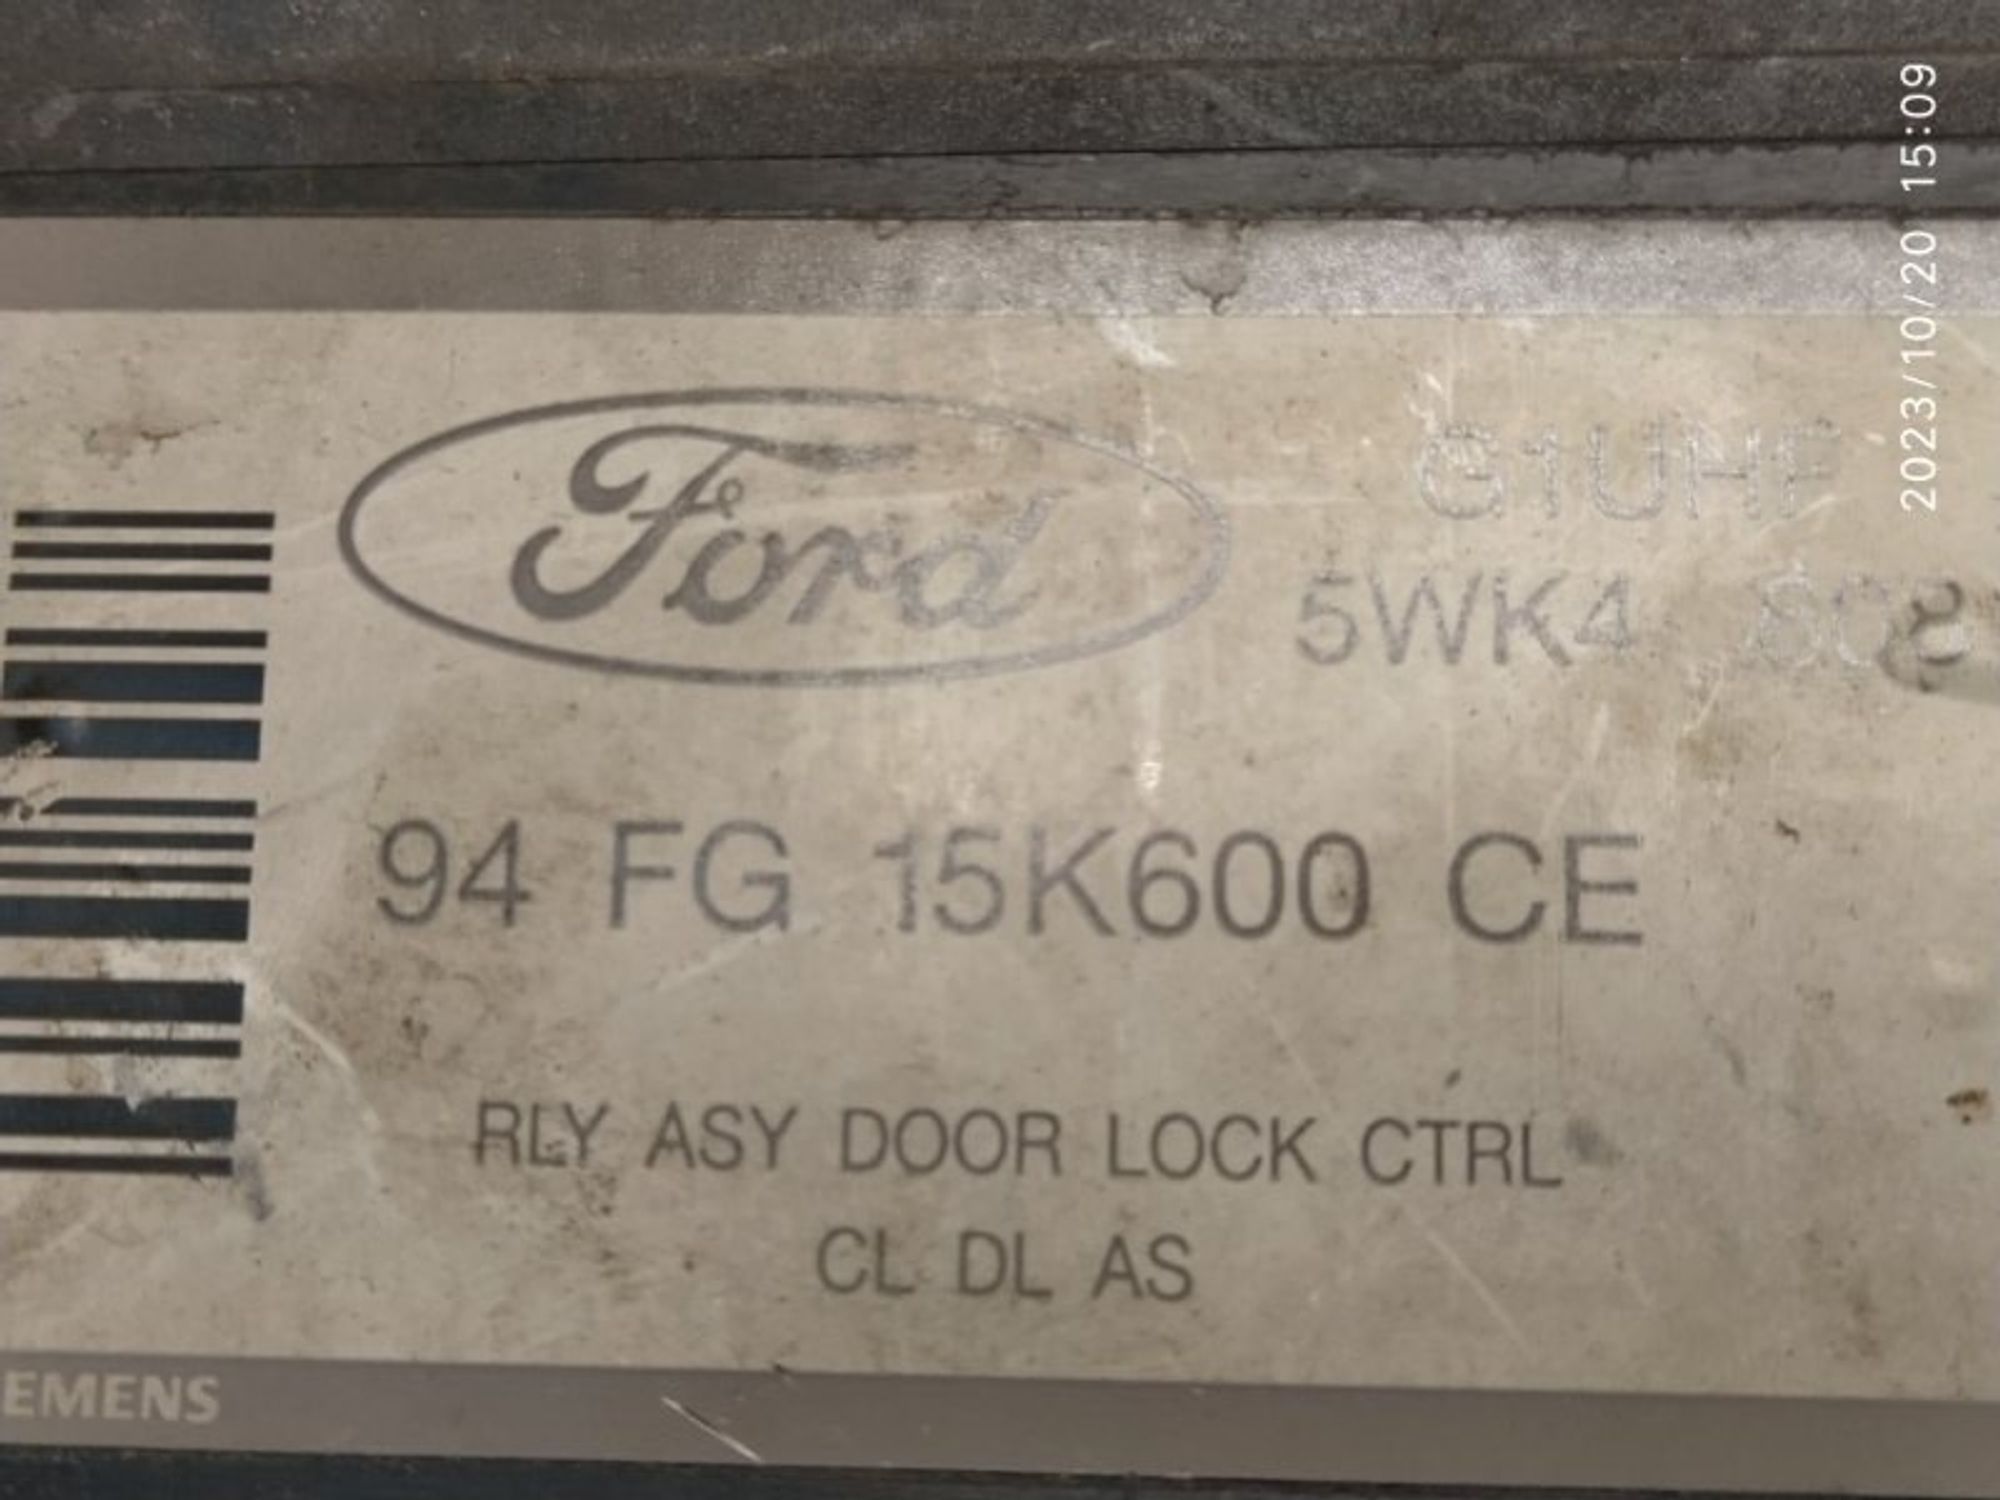 Ford
G1UHF
5WK4
94 FG 15K600 CE
RLY ASY DOOR LOCK CTRL
CL DL AS
EMENS
2023/10/20 15:09